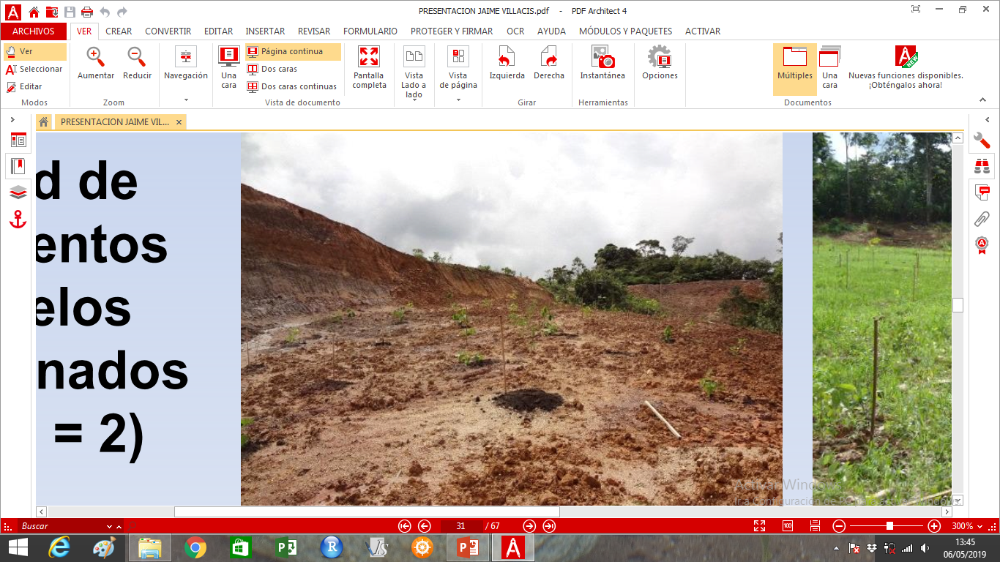 PRESENTACION JAIME VILLACIS.pdf - PDF Architect 4
ARCHIVOS VER CREAR CONVERTIR EDITAR INSERTAR REVISAR FORMULARIO PROTEGER Y FIRMAR OCR AYUDA MÓDULOS Y PAQUETES ACTIVAR
Ver
Seleccionar
Editar
Modos
Aumentar Reducir
Zoom
Navegación
Una
cara
Página continua
Dos caras
Dos caras continuas
Vista de documento
Pantalla
completa
Vista
Lado a
lado
Vista
de página
Izquierda Derecha
Girar
Instantánea
Herramientas
Opciones
Múltiples
Una
cara
Documentos
Nuevas funciones disponibles.
¡Obténgalos ahora!
PRESENTACION JAIME VIL... ×
d de
entos
elos
nados
= 2)
Activar Windows
Buscar
31 / 67
100
300%
13:45
06/05/2019